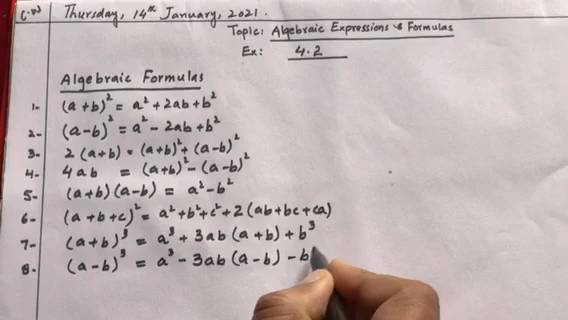 C.W Thursday, 14th January, 2021.
Topic: Algebraic Expressions & Formulas
Ex: 4.2
Algebraic Formulas
1- (a+b)² = a² + 2ab + b²
2- (a-b)² = a² - 2ab + b²
3- 2(a+b) = (a+b)² + (a-b)²
4- 4ab = (a+b)² - (a-b)²
5- (a+b)(a-b) = a² - b²
6- (a+b+c)² = a² + b² + c² + 2(ab+bc+ca)
7- (a+b)³ = a³ + 3ab(a+b) + b³
8- (a-b)³ = a³ - 3ab(a-b) - b